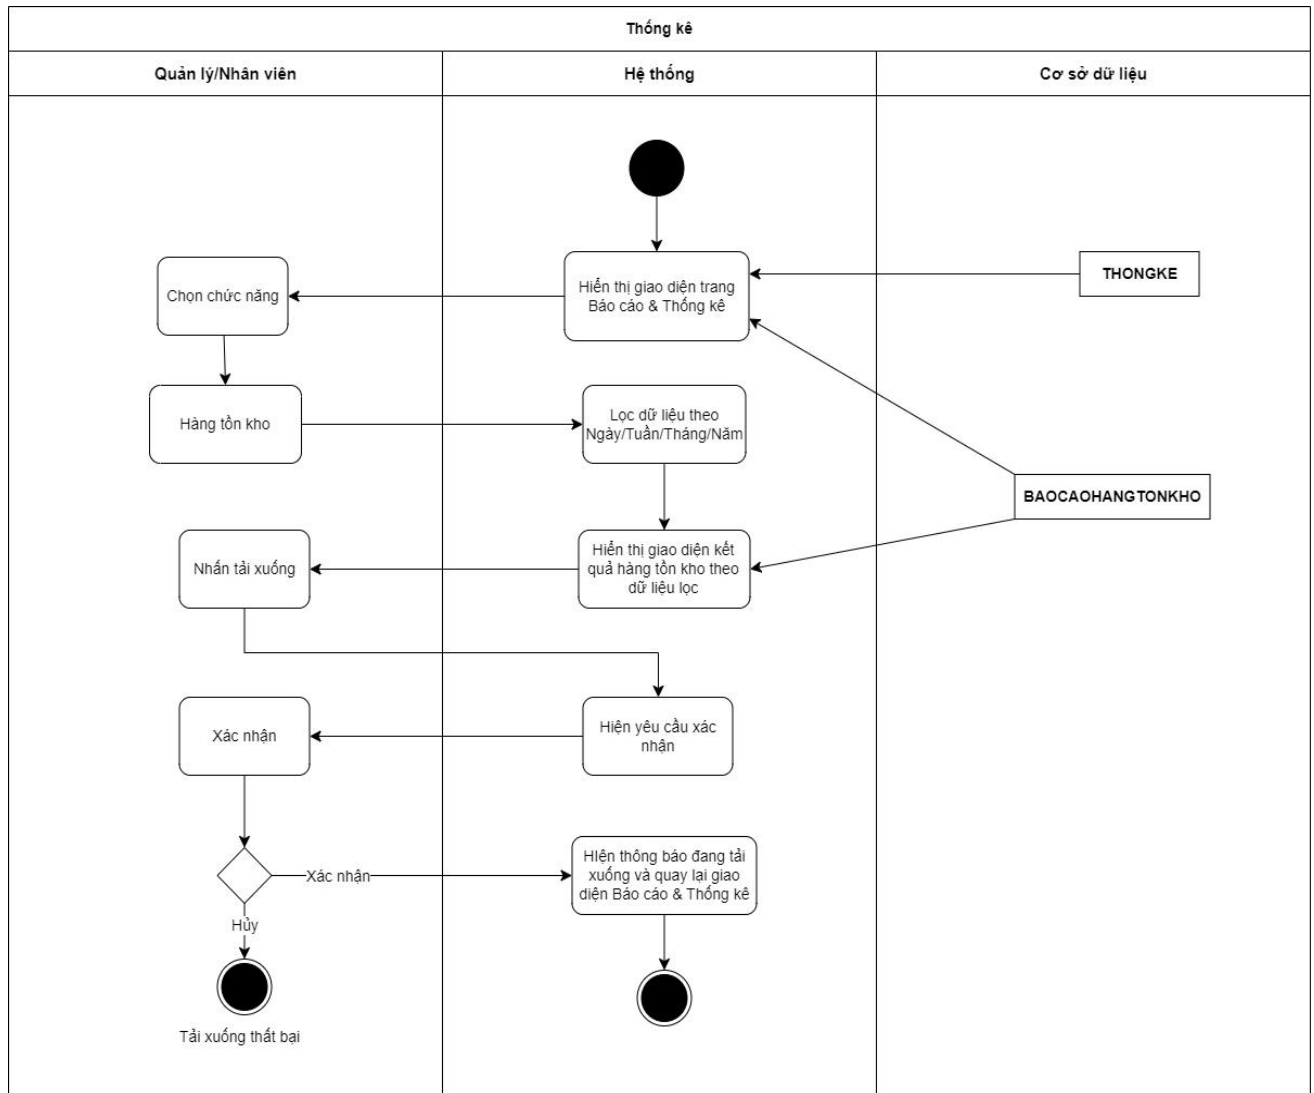 Thống kê
Quản lý/Nhân viên
Hệ thống
Cơ sở dữ liệu
Chọn chức năng
Hiển thị giao diện trang
Báo cáo & Thống kê
THONGKE
Hàng tồn kho
Lọc dữ liệu theo
Ngày/Tuần/Tháng/Năm
BAOCAOHANGTONKHO
Nhấn tải xuống
Hiển thị giao diện kết
quả hàng tồn kho theo
dữ liệu lọc
Xác nhận
Hiện yêu cầu xác
nhận
Xác nhận
HIện thông báo đang tải
xuống và quay lại giao
diện Báo cáo & Thống kê
Hủy
Tải xuống thất bại